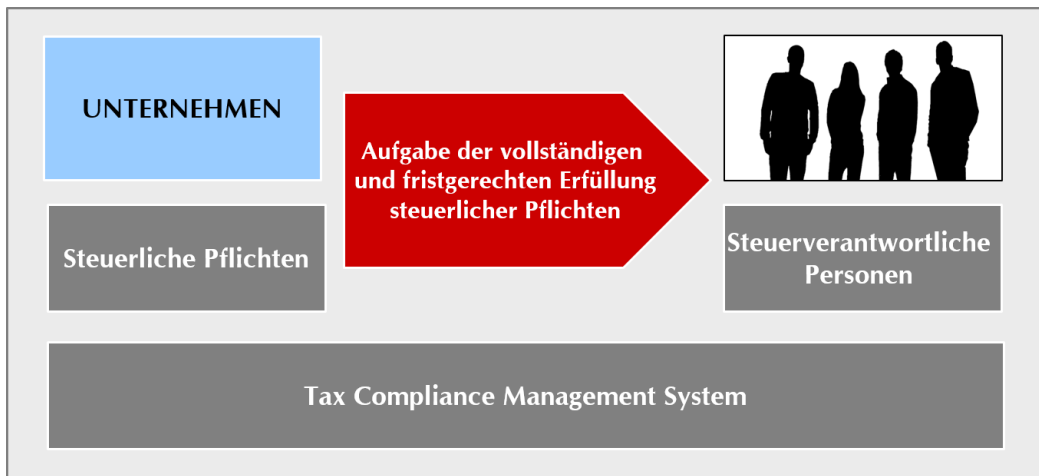 UNTERNEHMEN
Aufgabe der vollständigen
und fristgerechten Erfüllung
steuerlicher Pflichten
Steuerliche Pflichten
Steuerverantwortliche
Personen
Tax Compliance Management System